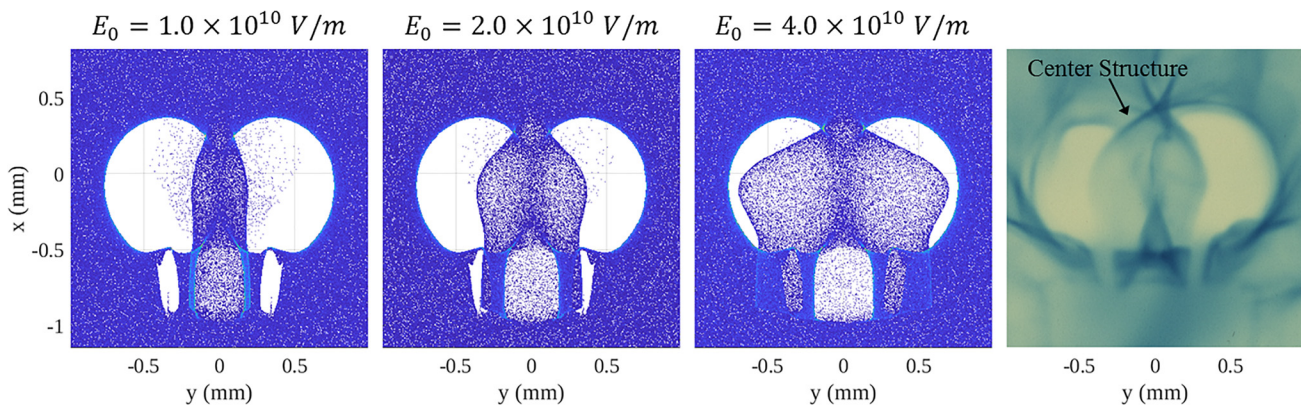 E₀ = 1.0 × 10¹⁰ V/m
E₀ = 2.0 × 10¹⁰ V/m
E₀ = 4.0 × 10¹⁰ V/m
Center Structure
x (mm)
0.5
0
-0.5
-1
-0.5 0 0.5
y (mm)
-0.5 0 0.5
y (mm)
-0.5 0 0.5
y (mm)
-0.5 0 0.5
y (mm)